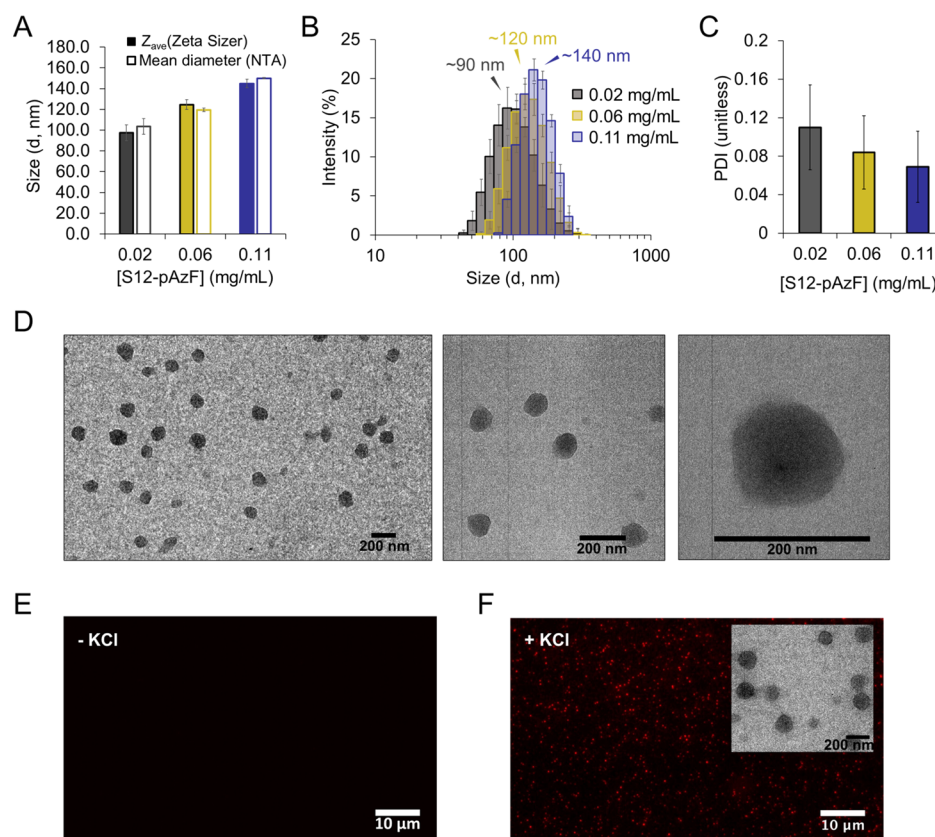 A
180.0
160.0
140.0
120.0
100.0
80.0
60.0
40.0
20.0
0.0
Size (d, nm)
Zave(Zeta Sizer)
Mean diameter (NTA)
0.02 0.06 0.11
[S12-pAzF] (mg/mL)
B
25
20
15
10
5
0
Intensity (%)
~90 nm
~120 nm
~140 nm
0.02 mg/mL
0.06 mg/mL
0.11 mg/mL
10 100 1000
Size (d, nm)
C
0.16
0.12
0.08
0.04
0
PDI (unitless)
0.02 0.06 0.11
[S12-pAzF] (mg/mL)
D
200 nm
200 nm
200 nm
E
- KCl
10 µm
F
+ KCl
200 nm
10 µm